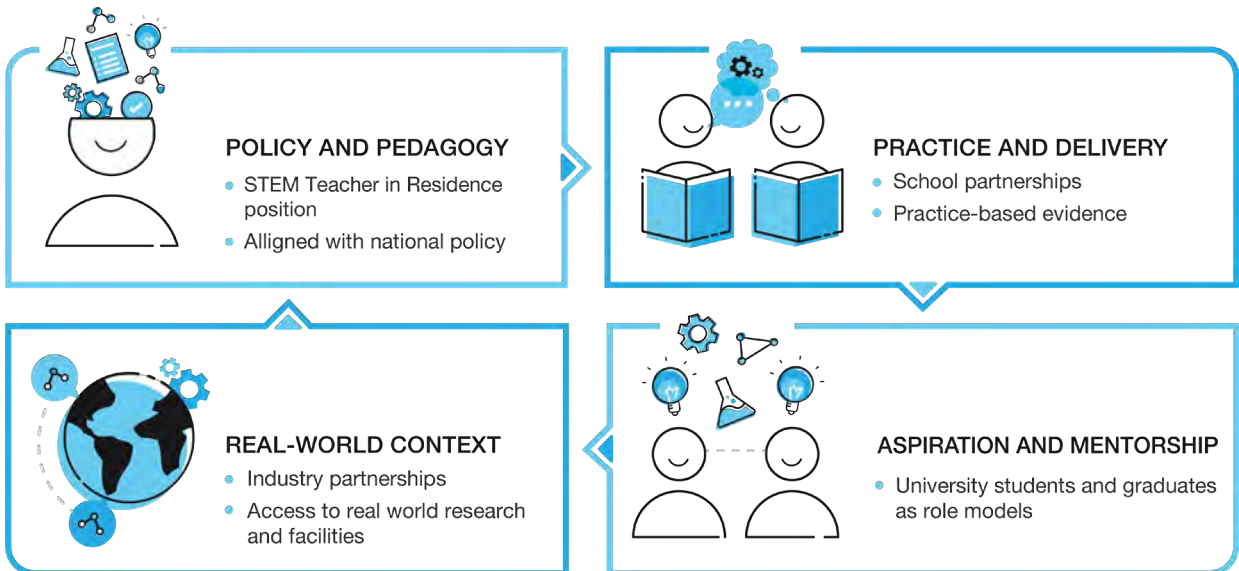 POLICY AND PEDAGOGY
STEM Teacher in Residence
position
Alligned with national policy
PRACTICE AND DELIVERY
School partnerships
Practice-based evidence
REAL-WORLD CONTEXT
Industry partnerships
Access to real world research
and facilities
ASPIRATION AND MENTORSHIP
University students and graduates
as role models